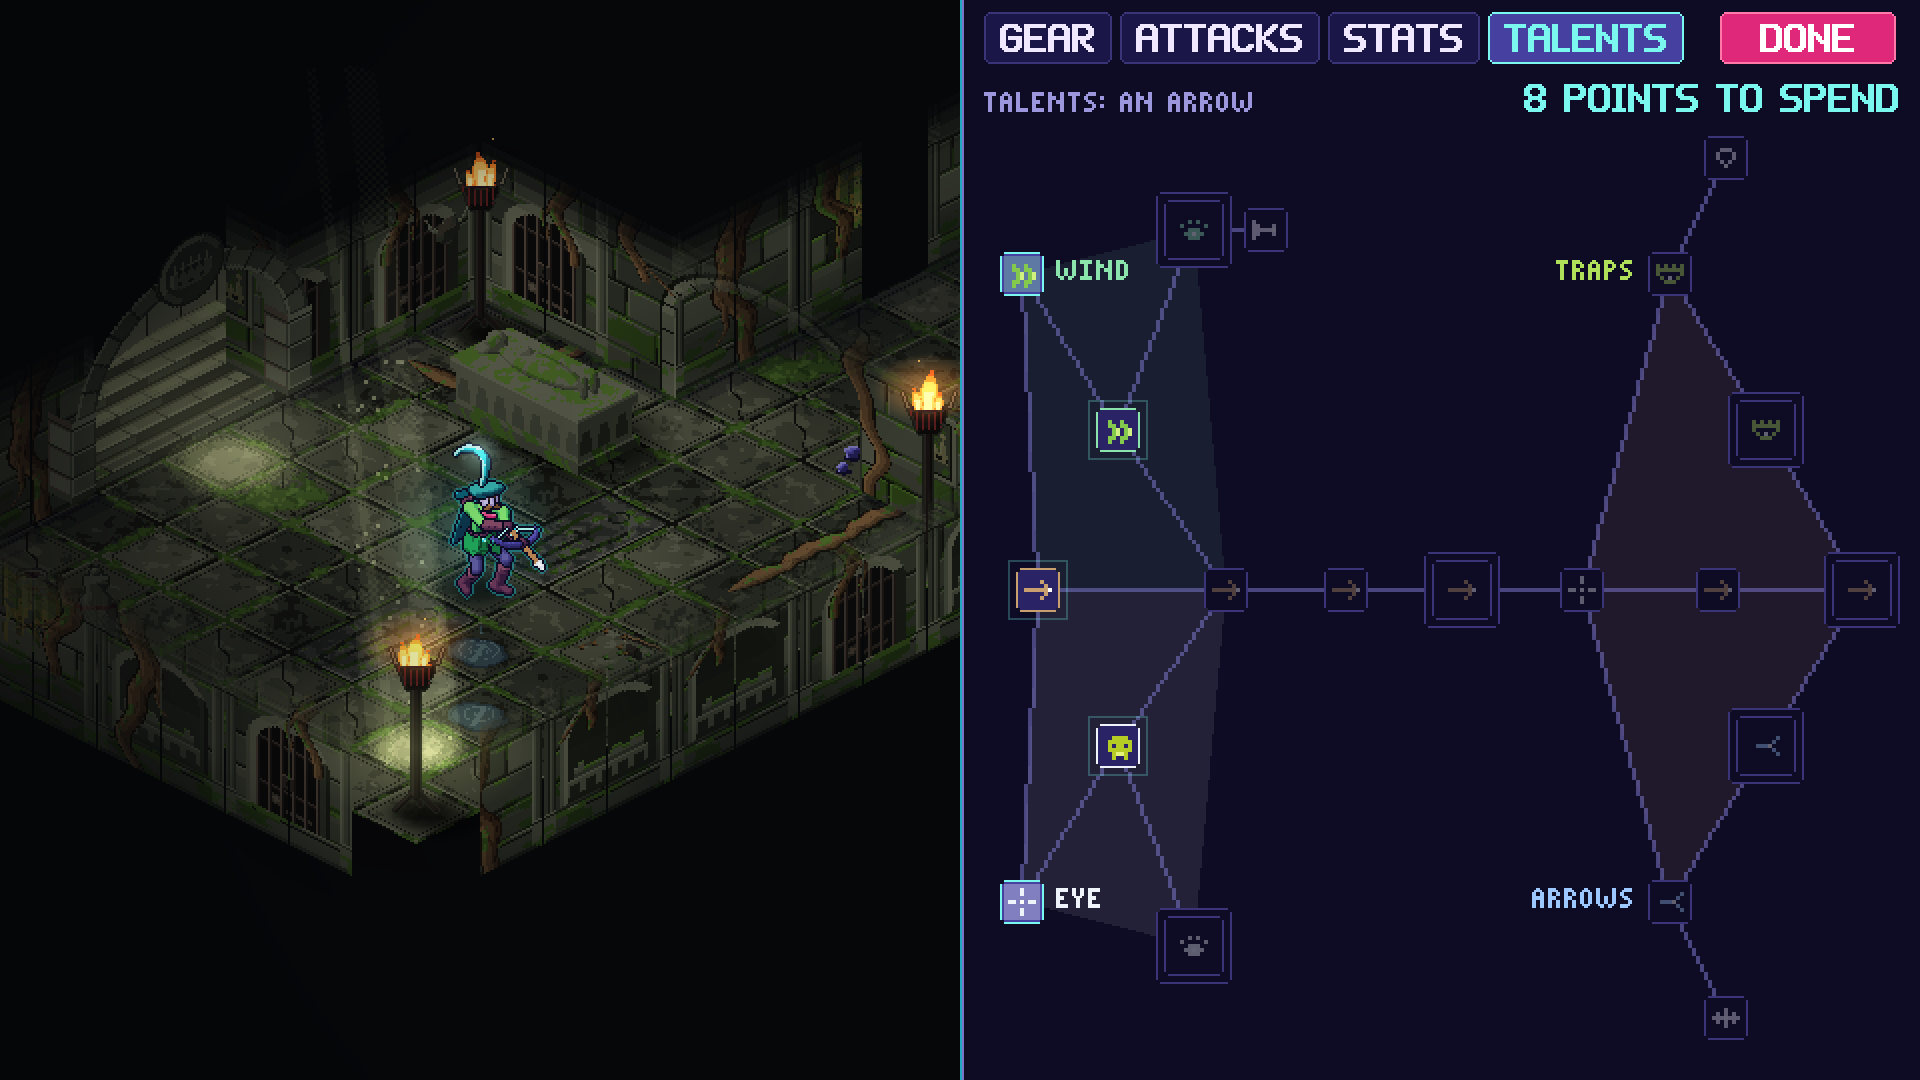 GEAR ATTACKS STATS TALENTS DONE
TALENTS: AN ARROW 8 POINTS TO SPEND
WIND TRAPS
EYE ARROWS